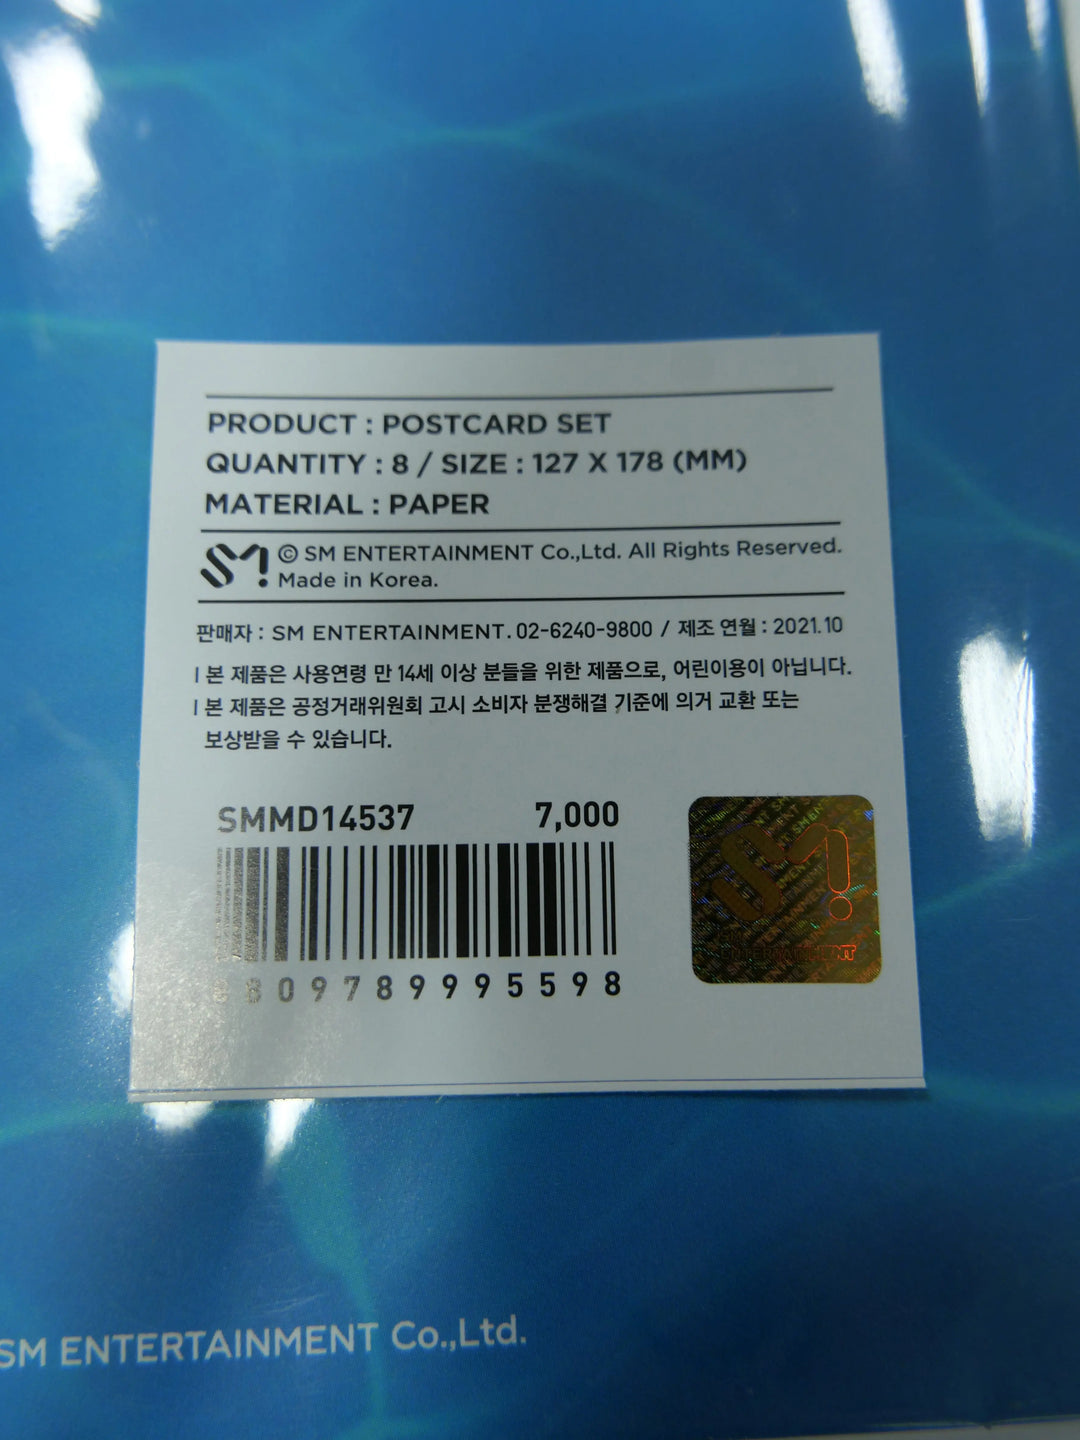 PRODUCT : POSTCARD SET
QUANTITY : 8 / SIZE : 127 X 178 (MM)
MATERIAL : PAPER
SM! © SM ENTERTAINMENT Co.,Ltd. All Rights Reserved.
Made in Korea.
판매자 : SM ENTERTAINMENT. 02-6240-9800 / 제조 연월 : 2021.10
| 본 제품은 사용연령 만 14세 이상 분들을 위한 제품으로, 어린이용이 아닙니다.
| 본 제품은 공정거래위원회 고시 소비자 분쟁해결 기준에 의거 교환 또는
보상받을 수 있습니다.
SMMD14537 7,000
809789995598
SM!
ENTERTAINMENT
SM ENTERTAINMENT Co.,Ltd.